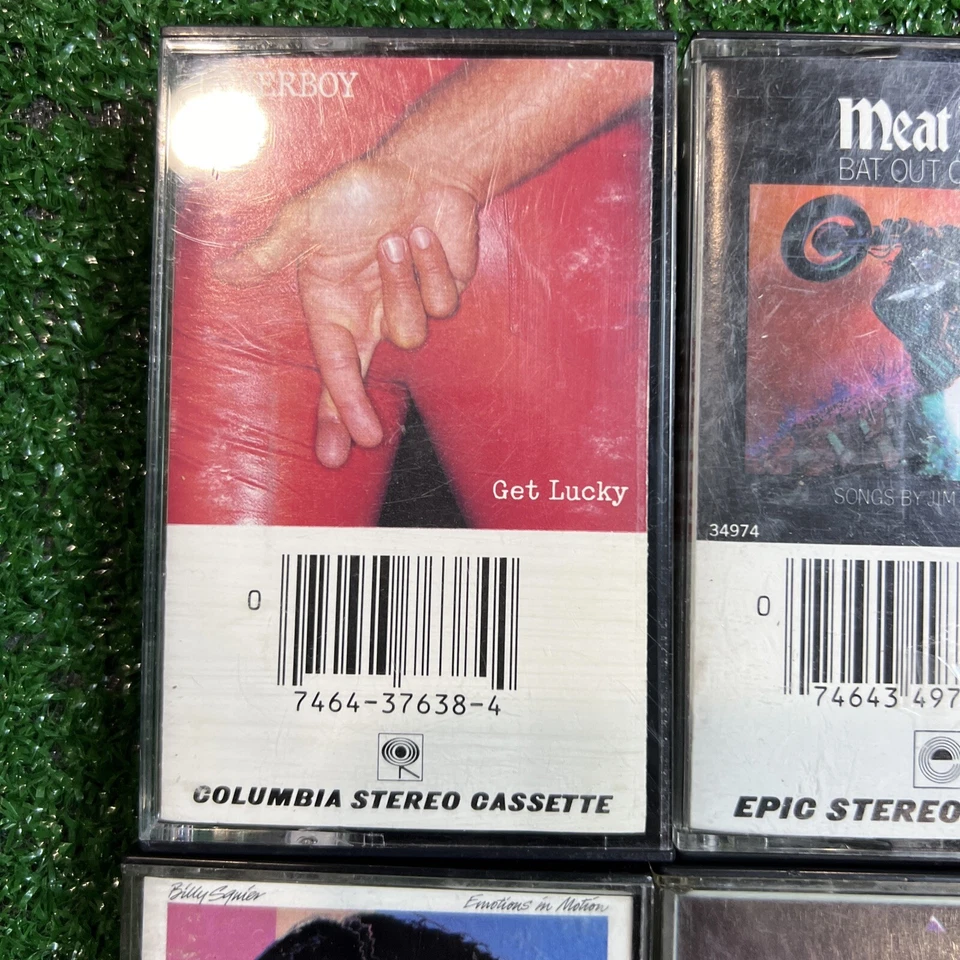 ERBOY
Get Lucky
0
7464-37638-4
COLUMBIA STEREO CASSETTE
Meat
BAT OUT O
SONGS BY JIM
34974
0
74643 497
EPIC STEREO
Billy Squier
Emotions in Motion